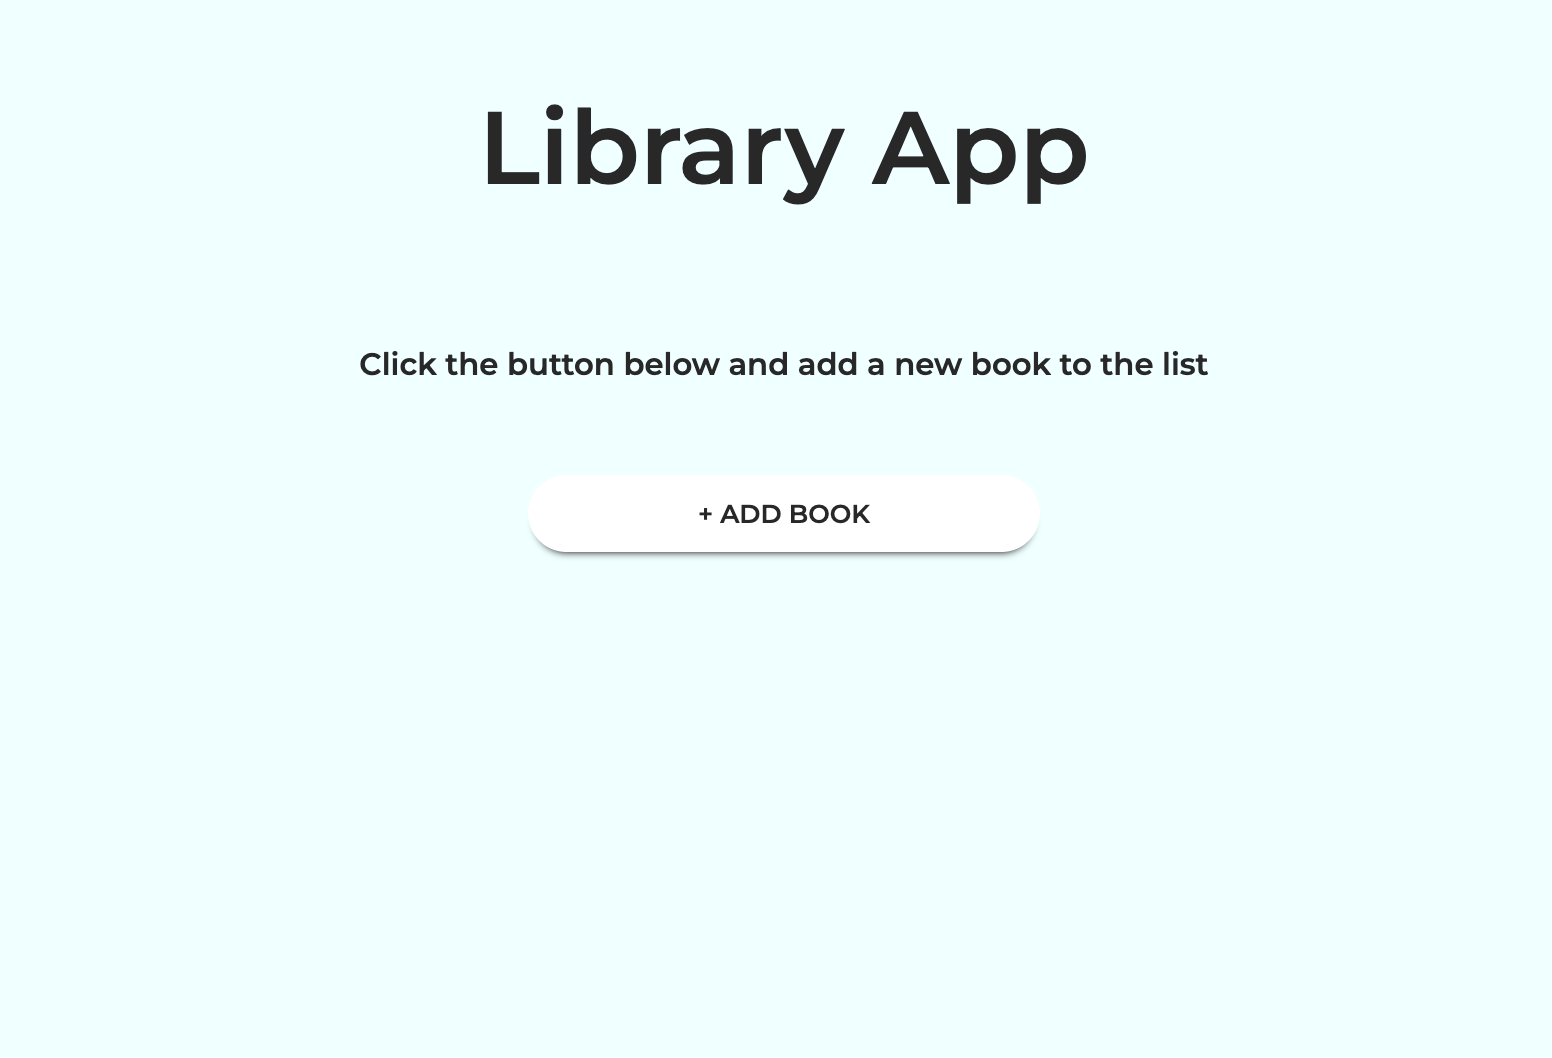 Library App
Click the button below and add a new book to the list
+ ADD BOOK